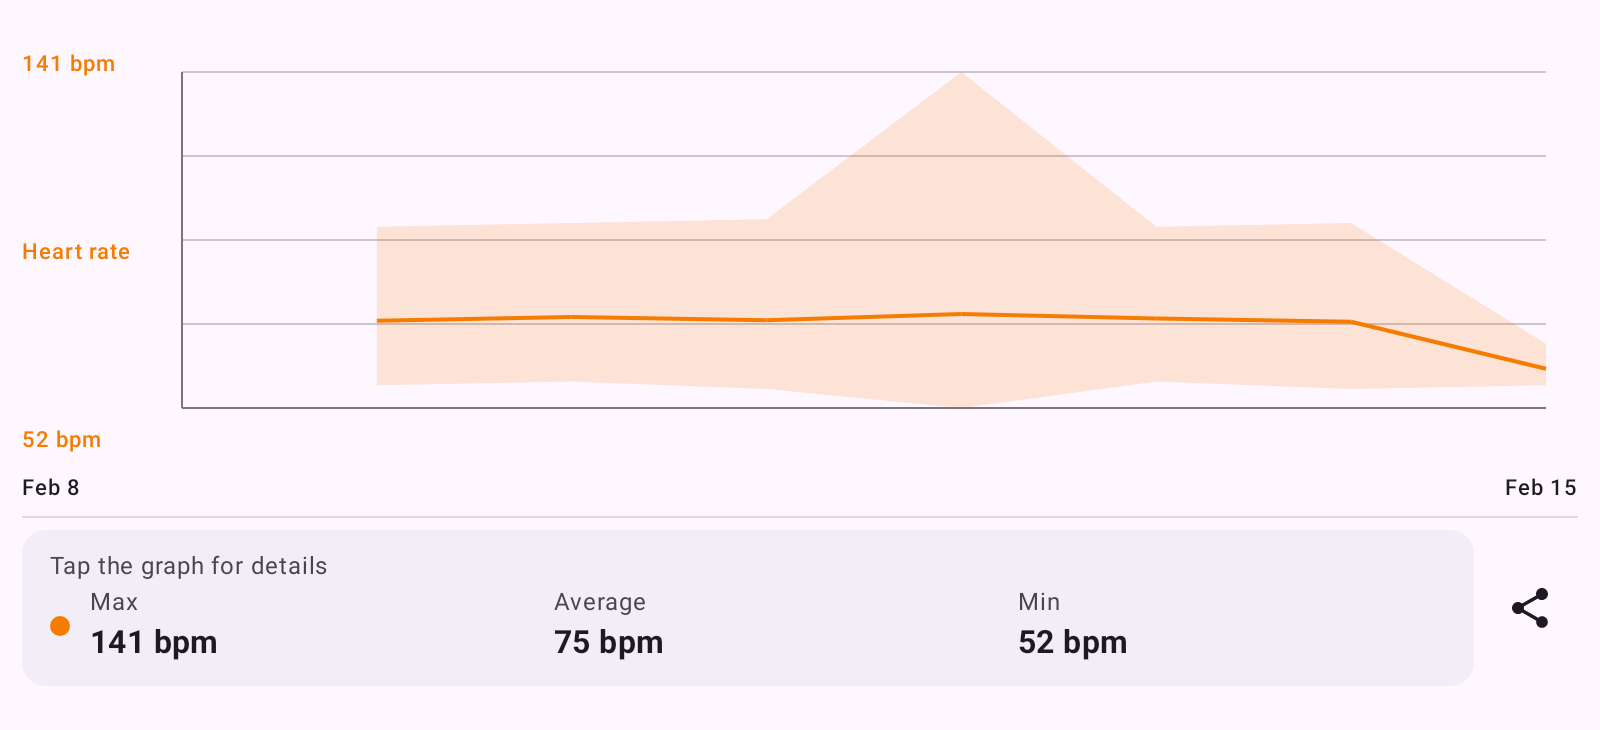 141 bpm
Heart rate
52 bpm
Feb 8
Feb 15
Tap the graph for details
Max
Average
Min
141 bpm
75 bpm
52 bpm